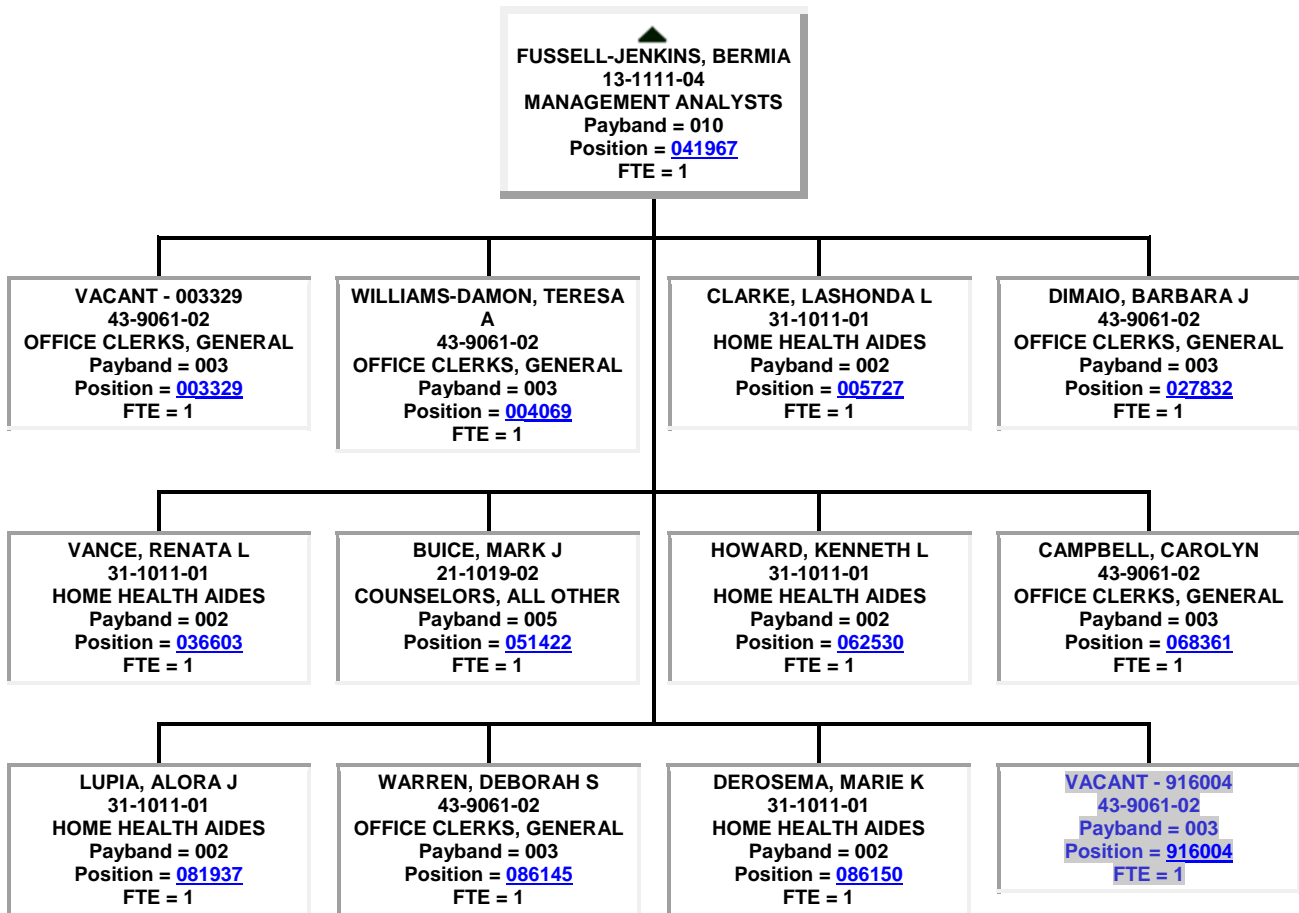 FUSSELL-JENKINS, BERMIA
13-1111-04
MANAGEMENT ANALYSTS
Payband = 010
Position = 041967
FTE = 1
VACANT - 003329
43-9061-02
OFFICE CLERKS, GENERAL
Payband = 003
Position = 003329
FTE = 1
WILLIAMS-DAMON, TERESA
A
43-9061-02
OFFICE CLERKS, GENERAL
Payband = 003
Position = 004069
FTE = 1
CLARKE, LASHONDA L
31-1011-01
HOME HEALTH AIDES
Payband = 002
Position = 005727
FTE = 1
DIMAIO, BARBARA J
43-9061-02
OFFICE CLERKS, GENERAL
Payband = 003
Position = 027832
FTE = 1
VANCE, RENATA L
31-1011-01
HOME HEALTH AIDES
Payband = 002
Position = 036603
FTE = 1
BUICE, MARK J
21-1019-02
COUNSELORS, ALL OTHER
Payband = 005
Position = 051422
FTE = 1
HOWARD, KENNETH L
31-1011-01
HOME HEALTH AIDES
Payband = 002
Position = 062530
FTE = 1
CAMPBELL, CAROLYN
43-9061-02
OFFICE CLERKS, GENERAL
Payband = 003
Position = 068361
FTE = 1
LUPIA, ALORA J
31-1011-01
HOME HEALTH AIDES
Payband = 002
Position = 081937
FTE = 1
WARREN, DEBORAH S
43-9061-02
OFFICE CLERKS, GENERAL
Payband = 003
Position = 086145
FTE = 1
DEROSEMA, MARIE K
31-1011-01
HOME HEALTH AIDES
Payband = 002
Position = 086150
FTE = 1
VACANT - 916004
43-9061-02
Payband = 003
Position = 916004
FTE = 1